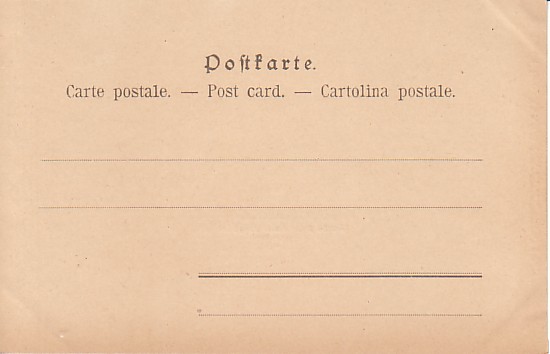 Poſtkarte.
Carte postale. — Post card. — Cartolina postale.